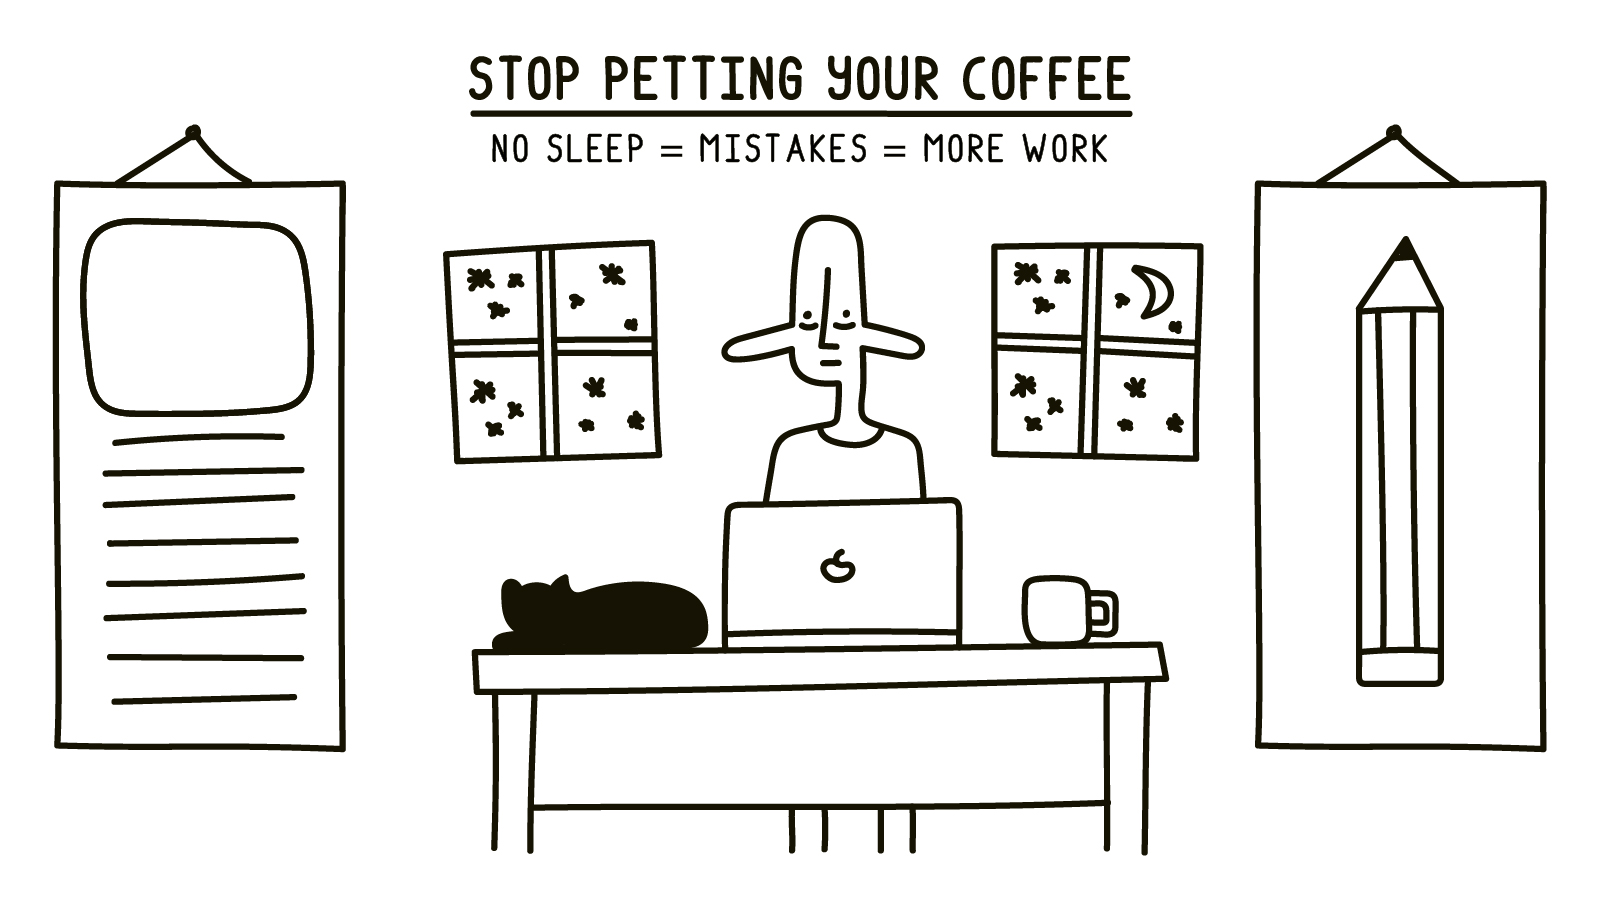 STOP PETTING YOUR COFFEE
NO SLEEP = MISTAKES = MORE WORK